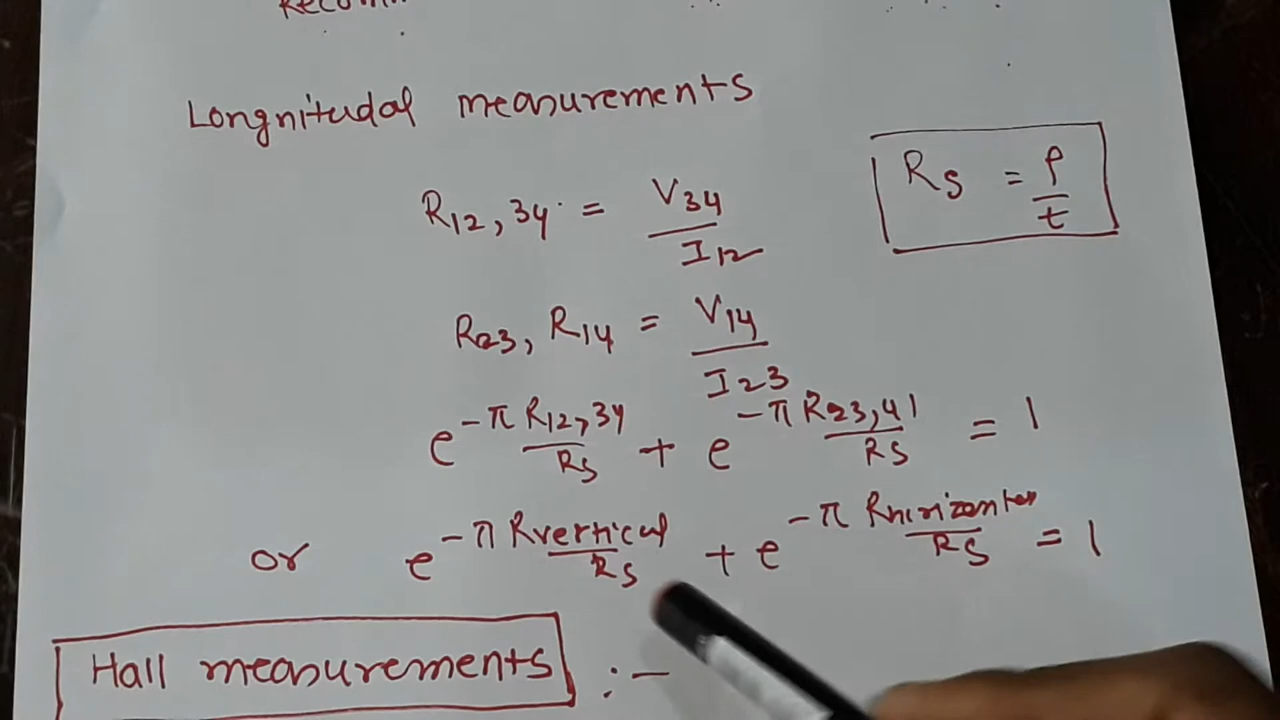 Longnitudal measurements
R12,34 = V34 / I12
RS = ρ / t
R23, R14 = V14 / I23
e^-π R12,34 / RS + e^-π R23,41 / RS = 1
or e^-π Rvertical / RS + e^-π Rhorizontal / RS = 1
Hall measurements :-